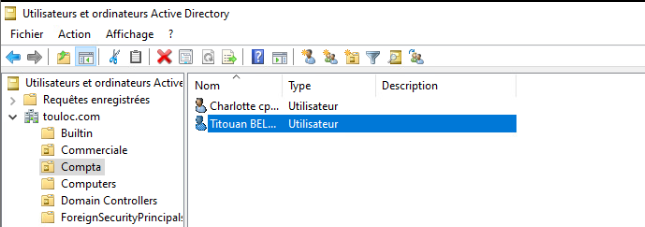 Utilisateurs et ordinateurs Active Directory
Fichier Action Affichage ?
Utilisateurs et ordinateurs Active
Requêtes enregistrées
touloc.com
Builtin
Commerciale
Compta
Computers
Domain Controllers
ForeignSecurityPrincipals
Nom Type Description
Charlotte cp... Utilisateur
Titouan BEL... Utilisateur